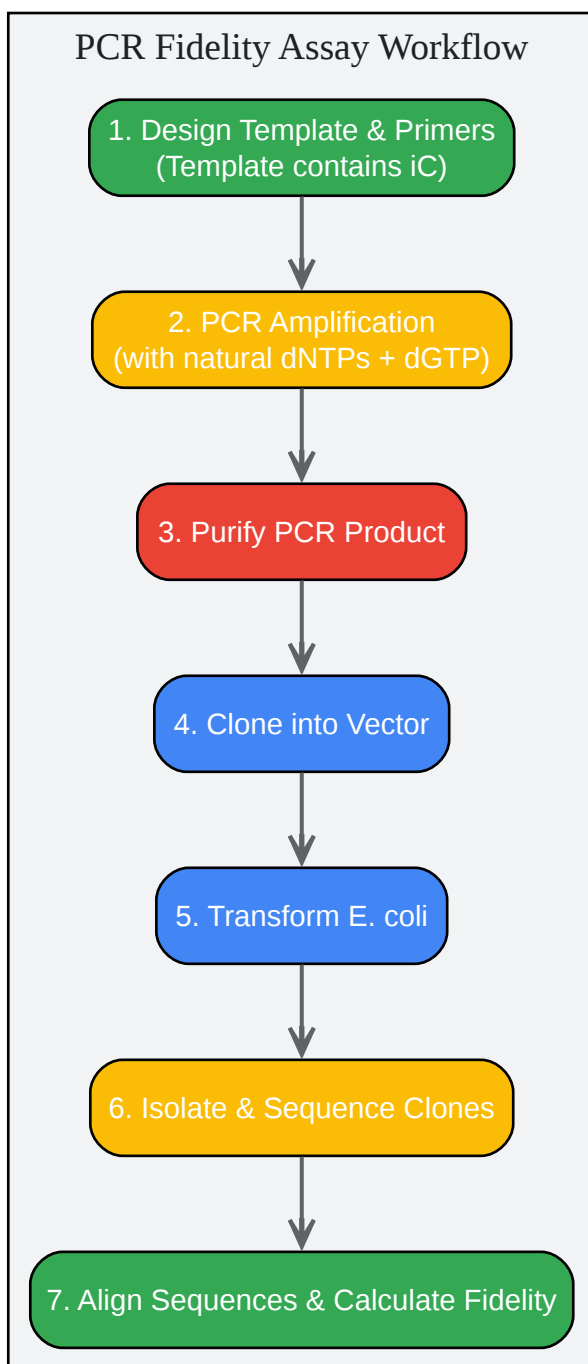 PCR Fidelity Assay Workflow
1. Design Template & Primers
(Template contains iC)
2. PCR Amplification
(with natural dNTPs + dGTP)
3. Purify PCR Product
4. Clone into Vector
5. Transform E. coli
6. Isolate & Sequence Clones
7. Align Sequences & Calculate Fidelity